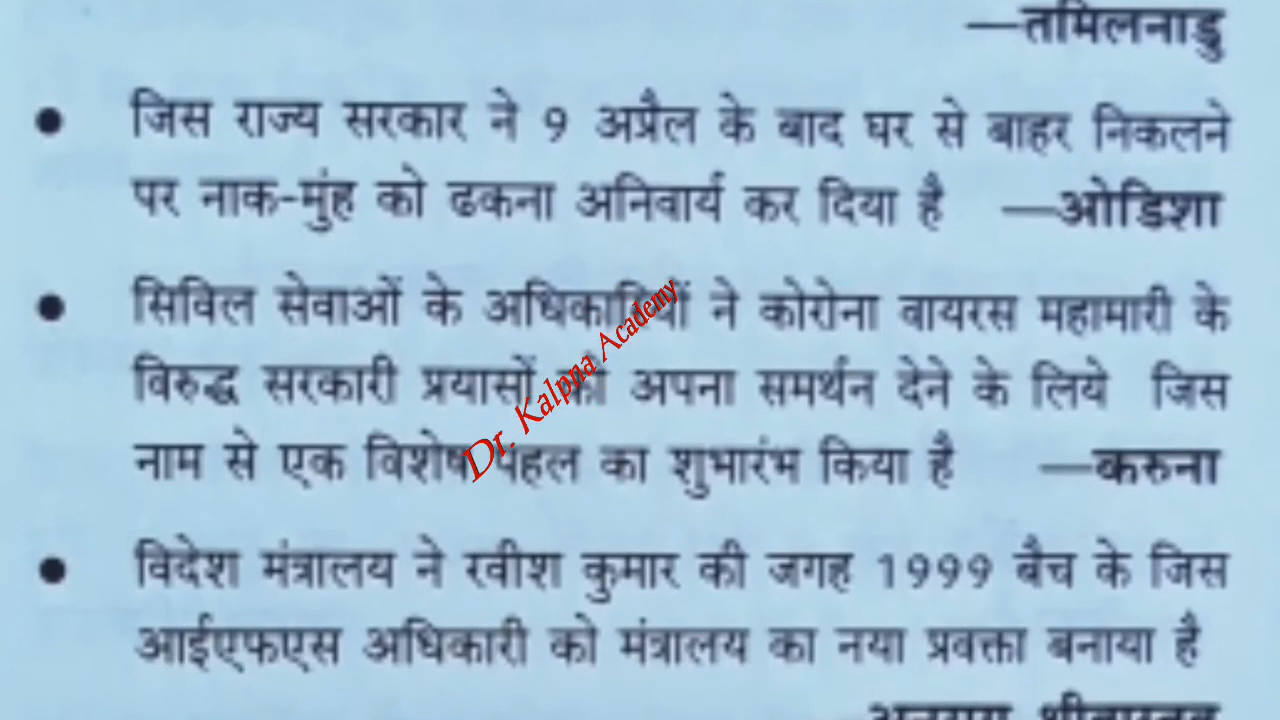 —तमिलनाडु
● जिस राज्य सरकार ने 9 अप्रैल के बाद घर से बाहर निकलने
पर नाक-मुंह को ढकना अनिवार्य कर दिया है —ओडिशा
● सिविल सेवाओं के अधिकारियों ने कोरोना वायरस महामारी के
विरुद्ध सरकारी प्रयासों को अपना समर्थन देने के लिये जिस
नाम से एक विशेष पहल का शुभारंभ किया है —करुना
● विदेश मंत्रालय ने रवीश कुमार की जगह 1999 बैच के जिस
आईएफएस अधिकारी को मंत्रालय का नया प्रवक्ता बनाया है
Dr. Kalpna Academy